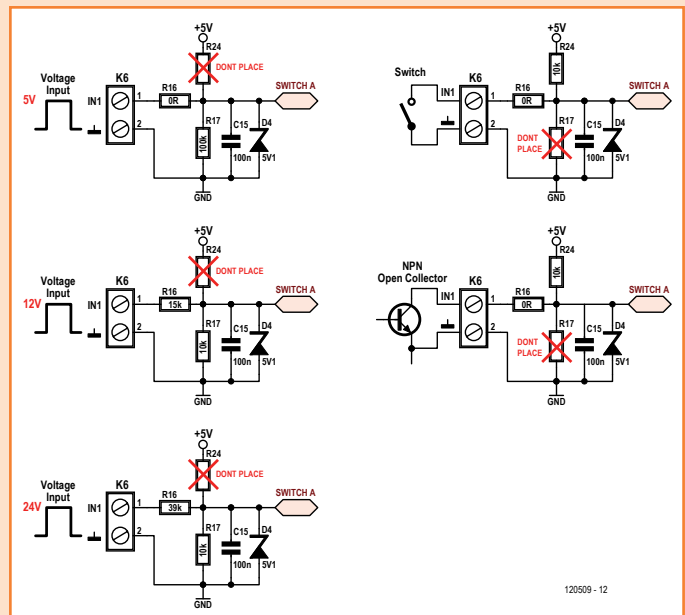 +5V
R24
DONT PLACE
Voltage
Input
5V
K6
IN1
1
2
R16
0R
R17
100k
C15
100n
D4
5V1
SWITCH A
GND
+5V
R24
10k
Switch
K6
IN1
1
2
R16
0R
R17
DONT
PLACE
C15
100n
D4
5V1
SWITCH A
GND
+5V
R24
DONT PLACE
Voltage
Input
12V
K6
IN1
1
2
R16
15k
R17
10k
C15
100n
D4
5V1
SWITCH A
GND
+5V
R24
10k
NPN
Open Collector
K6
IN1
1
2
R16
0R
R17
DONT
PLACE
C15
100n
D4
5V1
SWITCH A
GND
+5V
R24
DONT PLACE
Voltage
Input
24V
K6
IN1
1
2
R16
39k
R17
10k
C15
100n
D4
5V1
SWITCH A
GND
120509 - 12